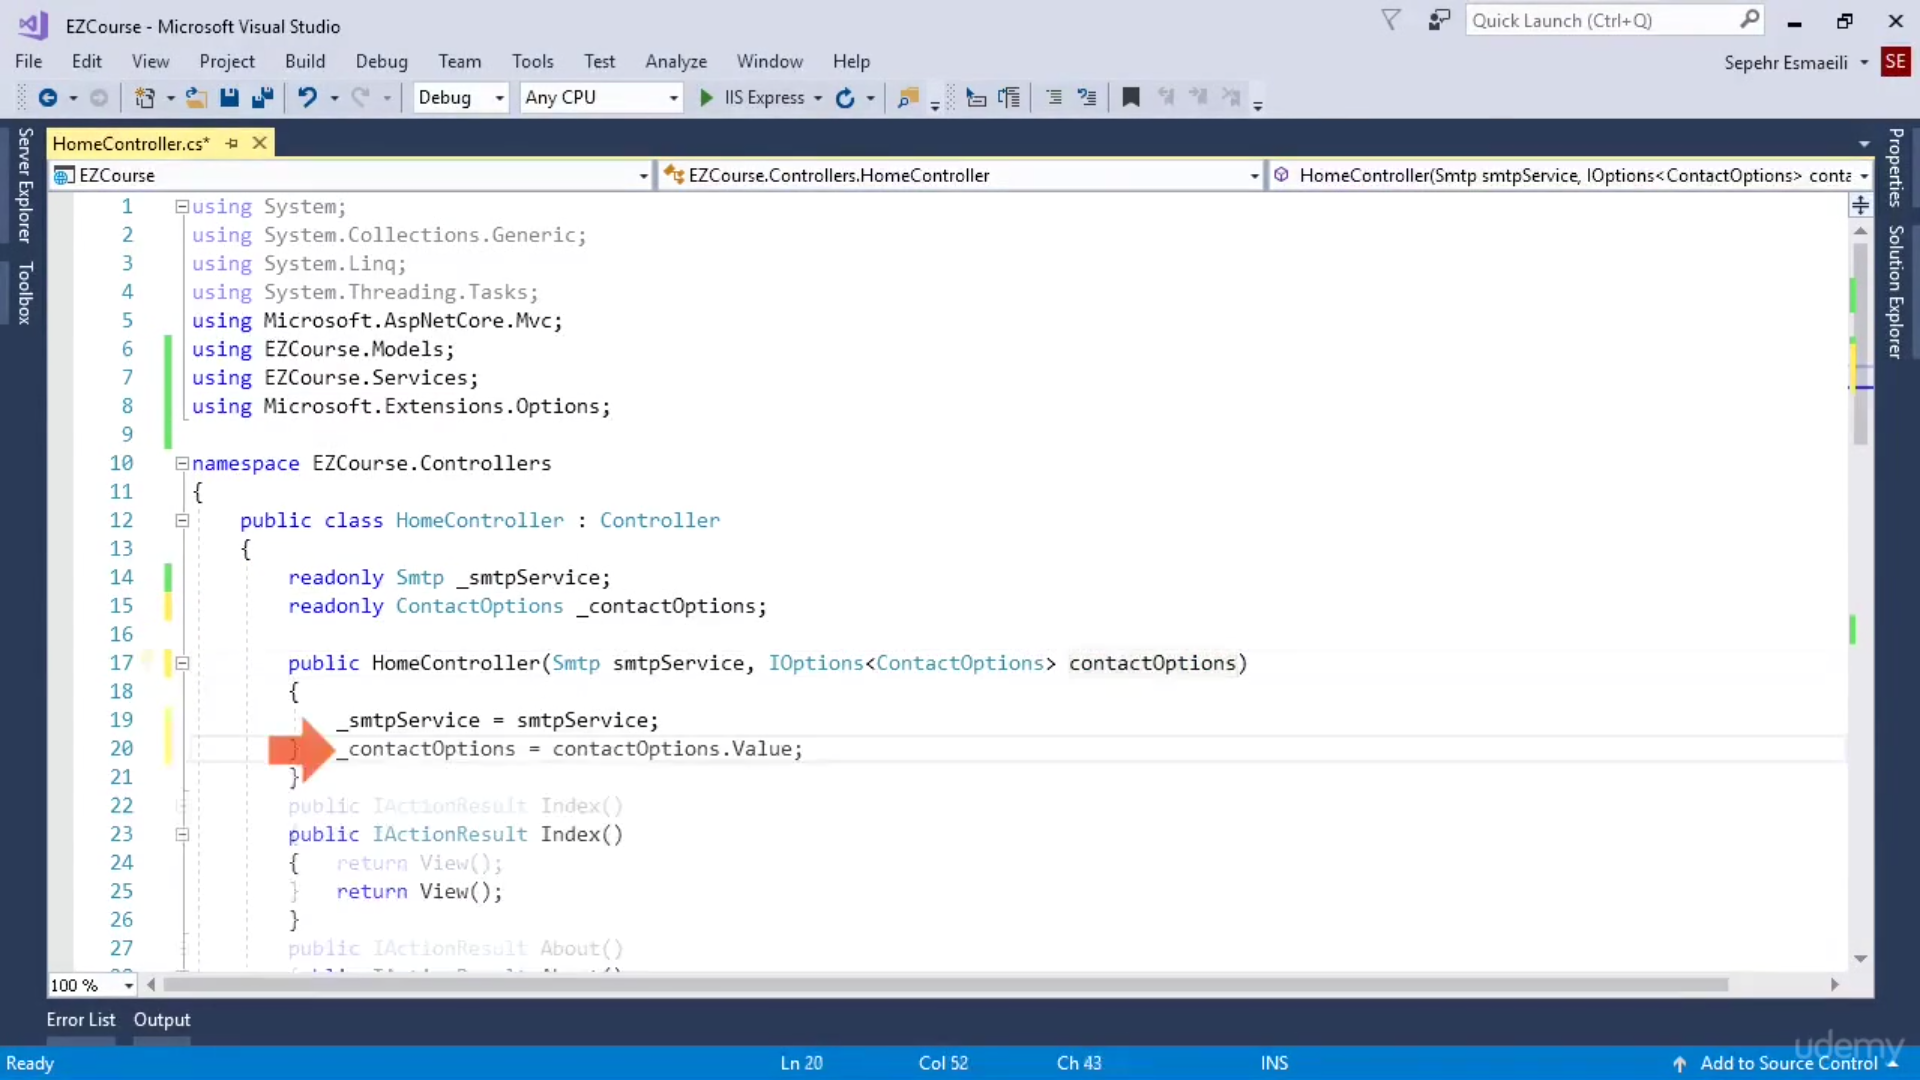 EZCourse - Microsoft Visual Studio
Quick Launch (Ctrl+Q)
File Edit View Project Build Debug Team Tools Test Analyze Window Help
Sepehr Esmaeili SE
Debug Any CPU IIS Express
Server Explorer
Toolbox
Properties
Solution Explorer
HomeController.cs*
EZCourse EZCourse.Controllers.HomeController HomeController(Smtp smtpService, IOptions<ContactOptions> conta
1 using System;
2 using System.Collections.Generic;
3 using System.Linq;
4 using System.Threading.Tasks;
5 using Microsoft.AspNetCore.Mvc;
6 using EZCourse.Models;
7 using EZCourse.Services;
8 using Microsoft.Extensions.Options;
9
10 namespace EZCourse.Controllers
11 {
12 public class HomeController : Controller
13 {
14 readonly Smtp _smtpService;
15 readonly ContactOptions _contactOptions;
16
17 public HomeController(Smtp smtpService, IOptions<ContactOptions> contactOptions)
18 {
19 _smtpService = smtpService;
20 } _contactOptions = contactOptions.Value;
21 }
22 public IActionResult Index()
23 public IActionResult Index()
24 { return View();
25 } return View();
26 }
27 public IActionResult About()
100 %
Error List Output
Ready Ln 20 Col 52 Ch 43 INS Add to Source Control
udemy